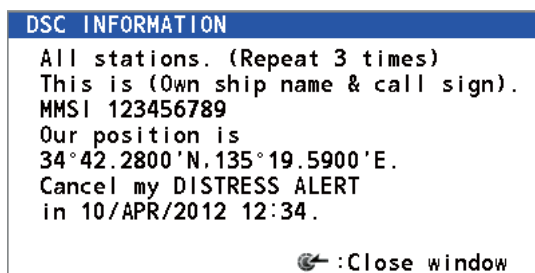 DSC INFORMATION
All stations. (Repeat 3 times)
This is (Own ship name & call sign).
MMSI 123456789
Our position is
34°42.2800'N,135°19.5900'E.
Cancel my DISTRESS ALERT
in 10/APR/2012 12:34.
:Close window